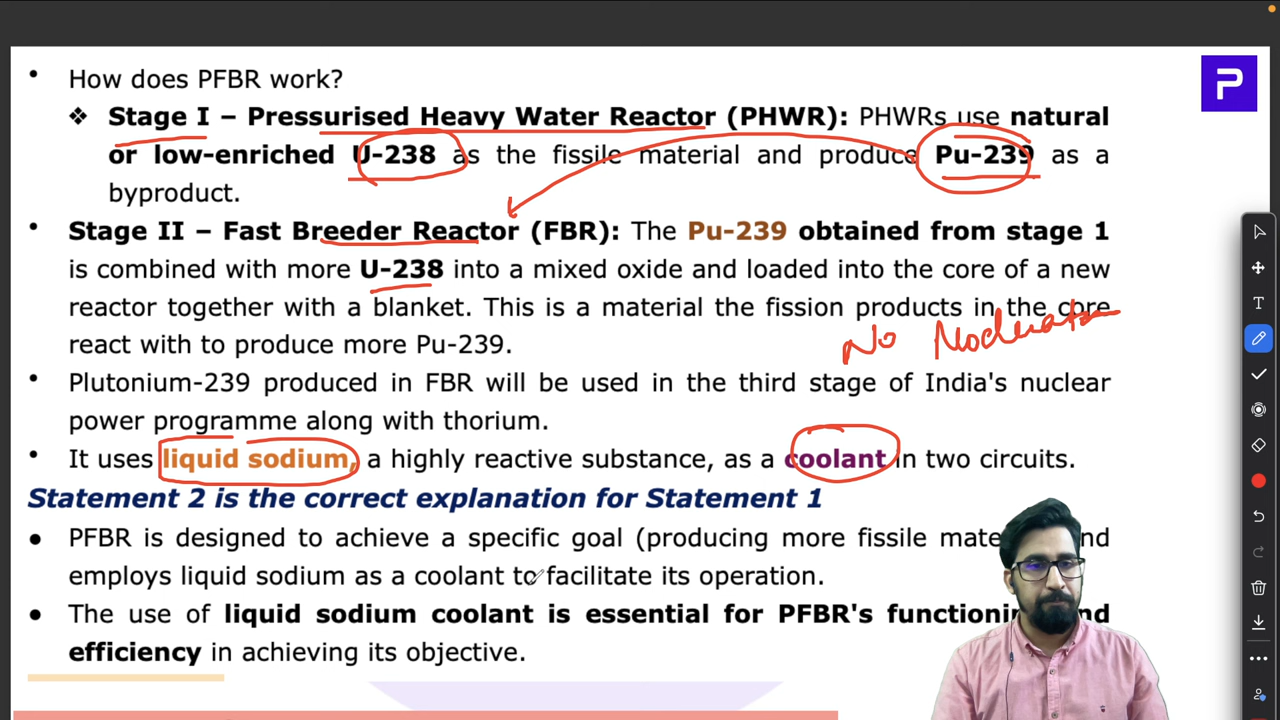 • How does PFBR work?
❖ Stage I – Pressurised Heavy Water Reactor (PHWR): PHWRs use natural
or low-enriched U-238 as the fissile material and produce Pu-239 as a
byproduct.
• Stage II – Fast Breeder Reactor (FBR): The Pu-239 obtained from stage 1
is combined with more U-238 into a mixed oxide and loaded into the core of a new
reactor together with a blanket. This is a material the fission products in the core
react with to produce more Pu-239.
No Moderator
• Plutonium-239 produced in FBR will be used in the third stage of India's nuclear
power programme along with thorium.
• It uses liquid sodium, a highly reactive substance, as a coolant in two circuits.
Statement 2 is the correct explanation for Statement 1
• PFBR is designed to achieve a specific goal (producing more fissile mate nd
employs liquid sodium as a coolant to facilitate its operation.
• The use of liquid sodium coolant is essential for PFBR's functionin nd
efficiency in achieving its objective.
P
T